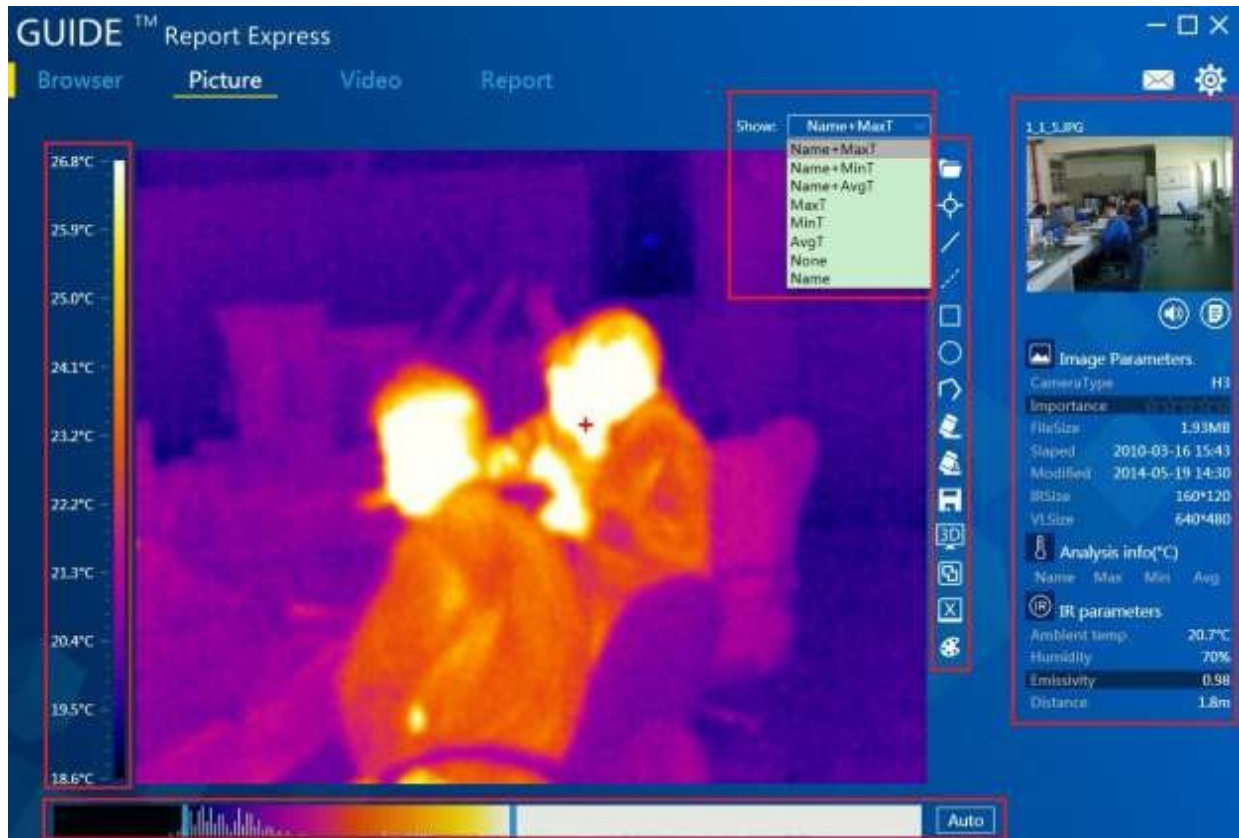 GUIDE ™ Report Express
Browser Picture Video Report
Show: Name+MaxT
Name+MaxT
Name+MinT
Name+AvgT
MaxT
MinT
AvgT
None
Name
26.8°C
25.9°C
25.0°C
24.1°C
23.2°C
22.2°C
21.3°C
20.4°C
19.5°C
18.6°C
3D
X
Auto
1_1_5.JPG
Image Parameters
CameraType H3
Importance
FileSize 1.93MB
Slaped 2010-03-16 15:43
Modified 2014-05-19 14:30
IRSize 160*120
VLSize 640*480
Analysis info(°C)
Name Max Min Avg
IR IR parameters
Ambient temp 20.7°C
Humidity 70%
Emissivity 0.98
Distance 1.8m